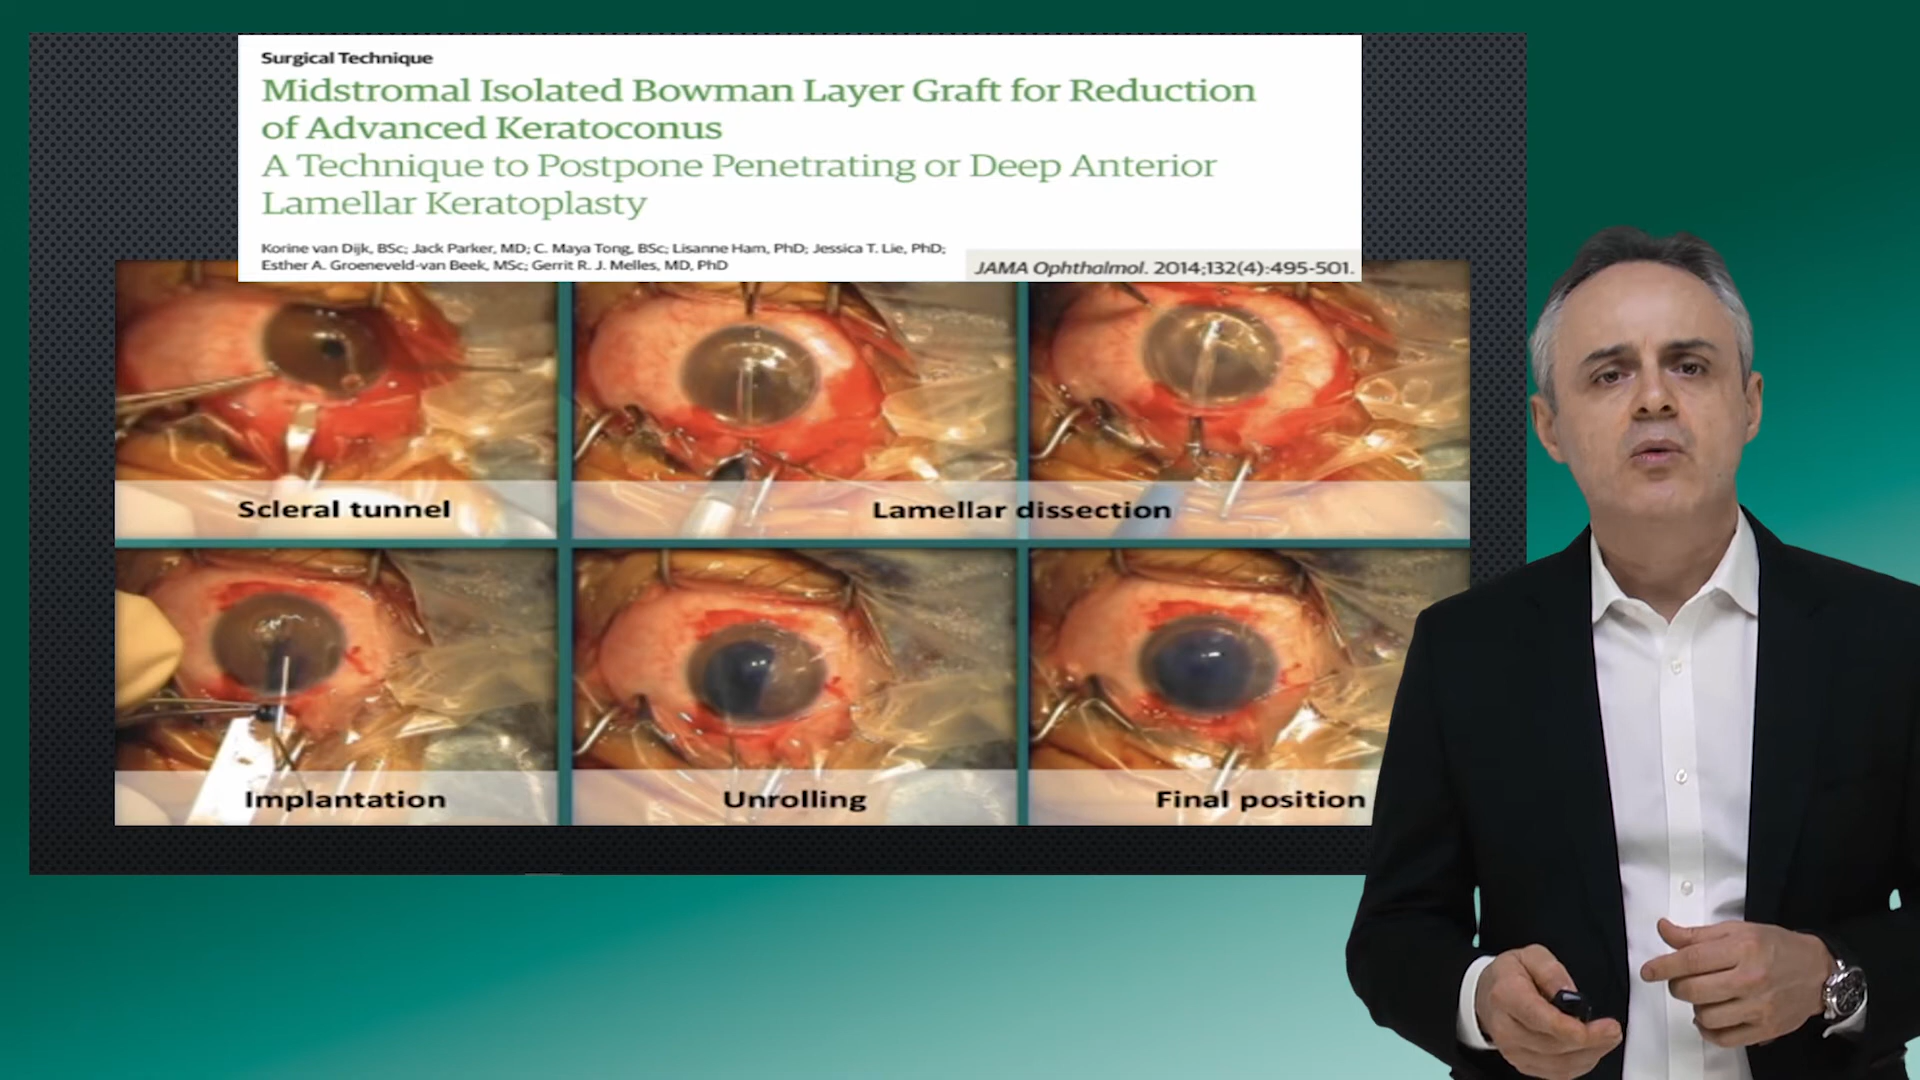 Surgical Technique
Midstromal Isolated Bowman Layer Graft for Reduction
of Advanced Keratoconus
A Technique to Postpone Penetrating or Deep Anterior
Lamellar Keratoplasty
Korine van Dijk, BSc; Jack Parker, MD; C. Maya Tong, BSc; Lisanne Ham, PhD; Jessica T. Lie, PhD;
Esther A. Groeneveld-van Beek, MSc; Gerrit R. J. Melles, MD, PhD
JAMA Ophthalmol. 2014;132(4):495-501.
Scleral tunnel
Lamellar dissection
Implantation
Unrolling
Final position